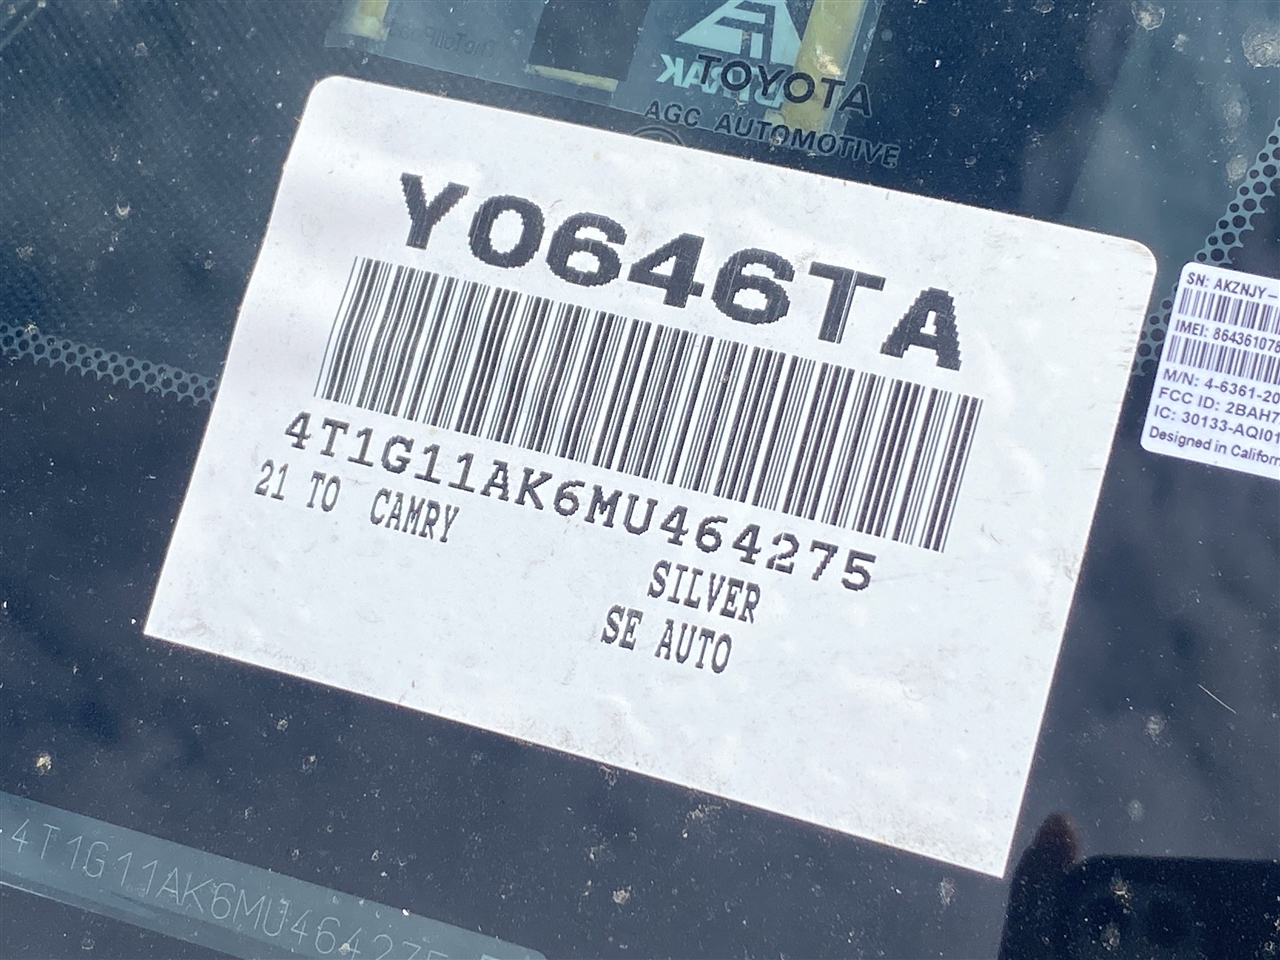 TOYOTA
AGC AUTOMOTIVE
Y0646TA
4T1G11AK6MU464275
21 TO CAMRY
SILVER
SE AUTO
SN: AKZNJY-
IMEI: 864361078
M/N: 4-6361-20
FCC ID: 2BAH7
IC: 30133-AQI01
Designed in Californ
4T1G11AK6MU464275